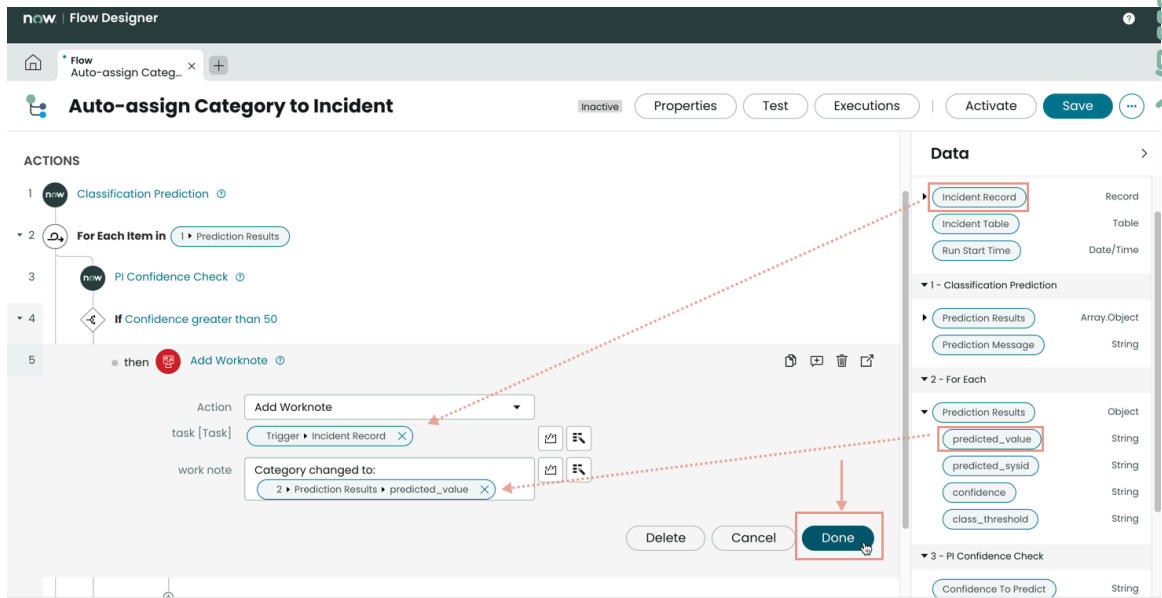 now. | Flow Designer
Flow
Auto-assign Categ...
Auto-assign Category to Incident
Inactive
Properties
Test
Executions
Activate
Save
ACTIONS
1 now Classification Prediction
2 For Each Item in 1 ▸ Prediction Results
3 now PI Confidence Check
4 If Confidence greater than 50
5 then Add Worknote
Action Add Worknote
task [Task] Trigger ▸ Incident Record
work note Category changed to:
2 ▸ Prediction Results ▸ predicted_value
Delete Cancel Done
Data
Incident Record Record
Incident Table Table
Run Start Time Date/Time
1 - Classification Prediction
Prediction Results Array.Object
Prediction Message String
2 - For Each
Prediction Results Object
predicted_value String
predicted_sysid String
confidence String
class_threshold String
3 - PI Confidence Check
Confidence To Predict String